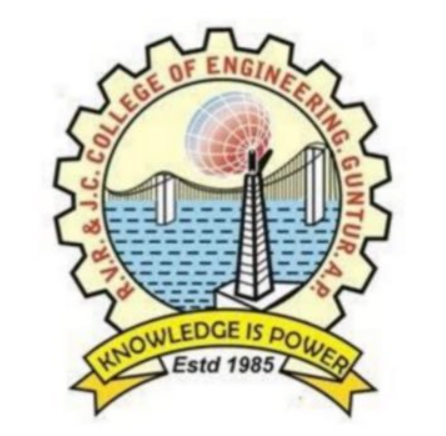 R.V.R. & J.C. COLLEGE OF ENGINEERING. GUNTUR. A.P.
KNOWLEDGE IS POWER
Estd 1985